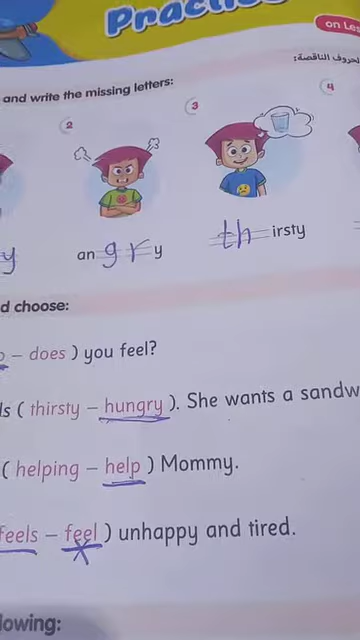 Practice
on Les
لحروف الناقصة:
and write the missing letters:
2
3
4
y
an g r y
th irsty
d choose:
o – does ) you feel?
ls ( thirsty – hungry ). She wants a sandw
( helping – help ) Mommy.
feels – feel ) unhappy and tired.
lowing: